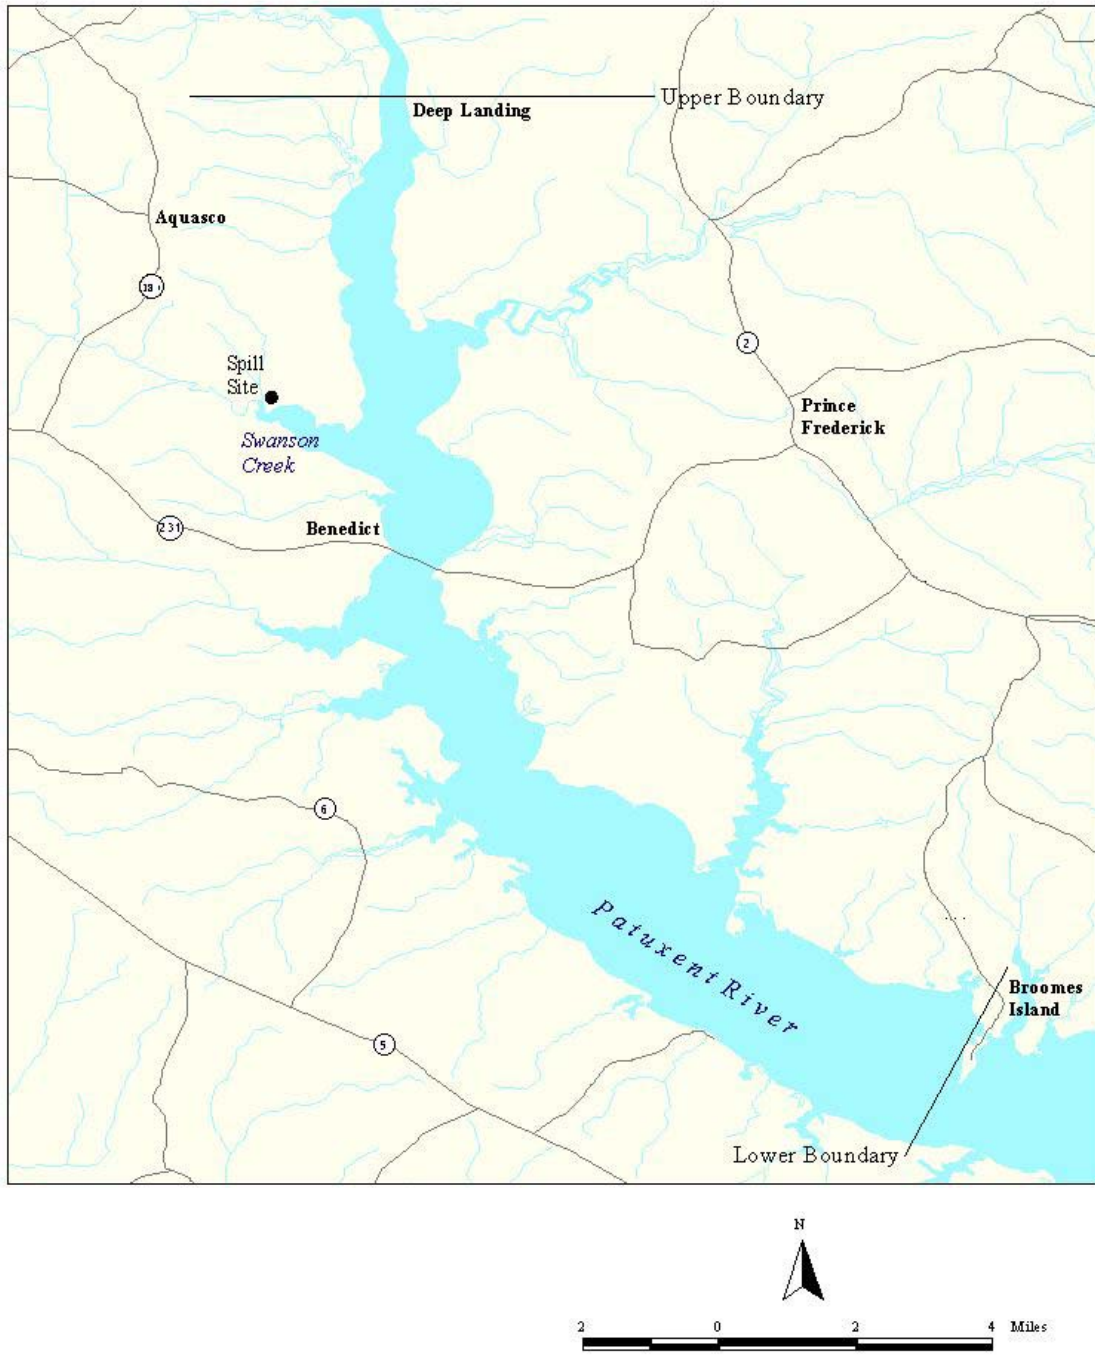 Upper Boundary
Deep Landing
Aquasco
Spill
Site
2
Swanson
Creek
Prince
Frederick
231
Benedict
6
Patuxent River
Broomes
Island
5
Lower Boundary
N
2 0 2 4 Miles